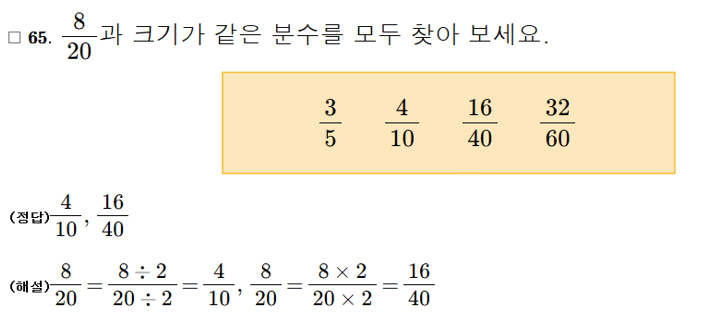 □ 65. 8/20과 크기가 같은 분수를 모두 찾아 보세요.
3/5 4/10 16/40 32/60
(정답) 4/10, 16/40
(해설) 8/20 = 8÷2/20÷2 = 4/10, 8/20 = 8×2/20×2 = 16/40